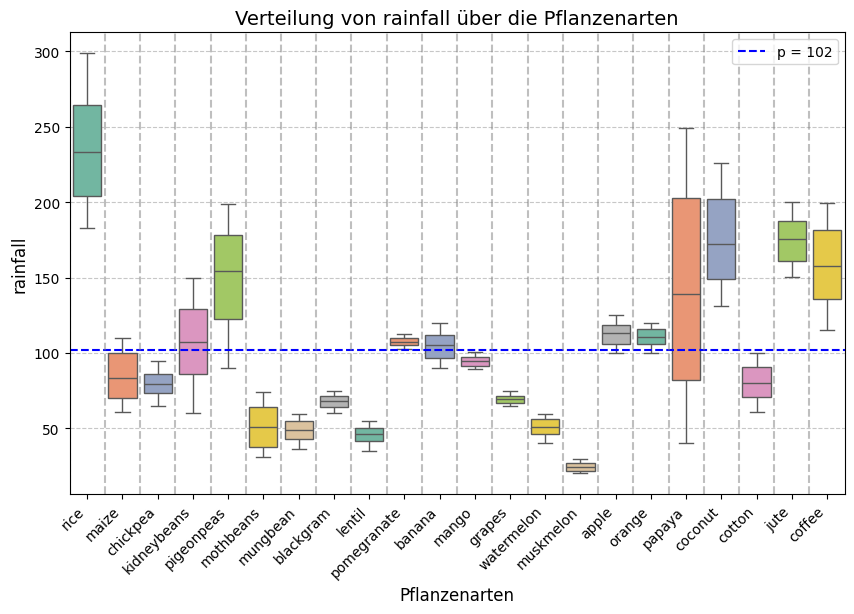 Verteilung von rainfall über die Pflanzenarten
p = 102
300
250
200
150
100
50
rainfall
rice
maize
chickpea
kidneybeans
pigeonpeas
mothbeans
mungbean
blackgram
lentil
pomegranate
banana
mango
grapes
watermelon
muskmelon
apple
orange
papaya
coconut
cotton
jute
coffee
Pflanzenarten